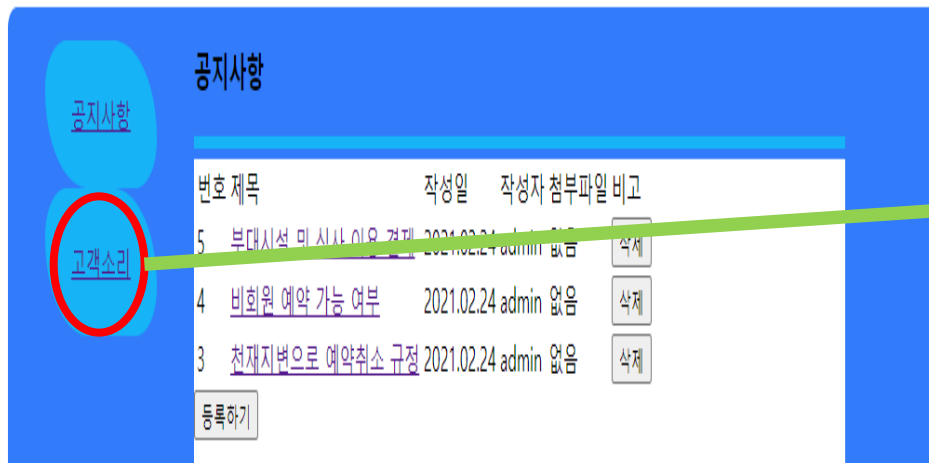 공지사항
고객소리
공지사항
번호 제목 작성일 작성자 첨부파일 비고
5 부대시설 및 식사 이용 결제 2021.02.24 admin 없음 삭제
4 비회원 예약 가능 여부 2021.02.24 admin 없음 삭제
3 천재지변으로 예약취소 규정 2021.02.24 admin 없음 삭제
등록하기